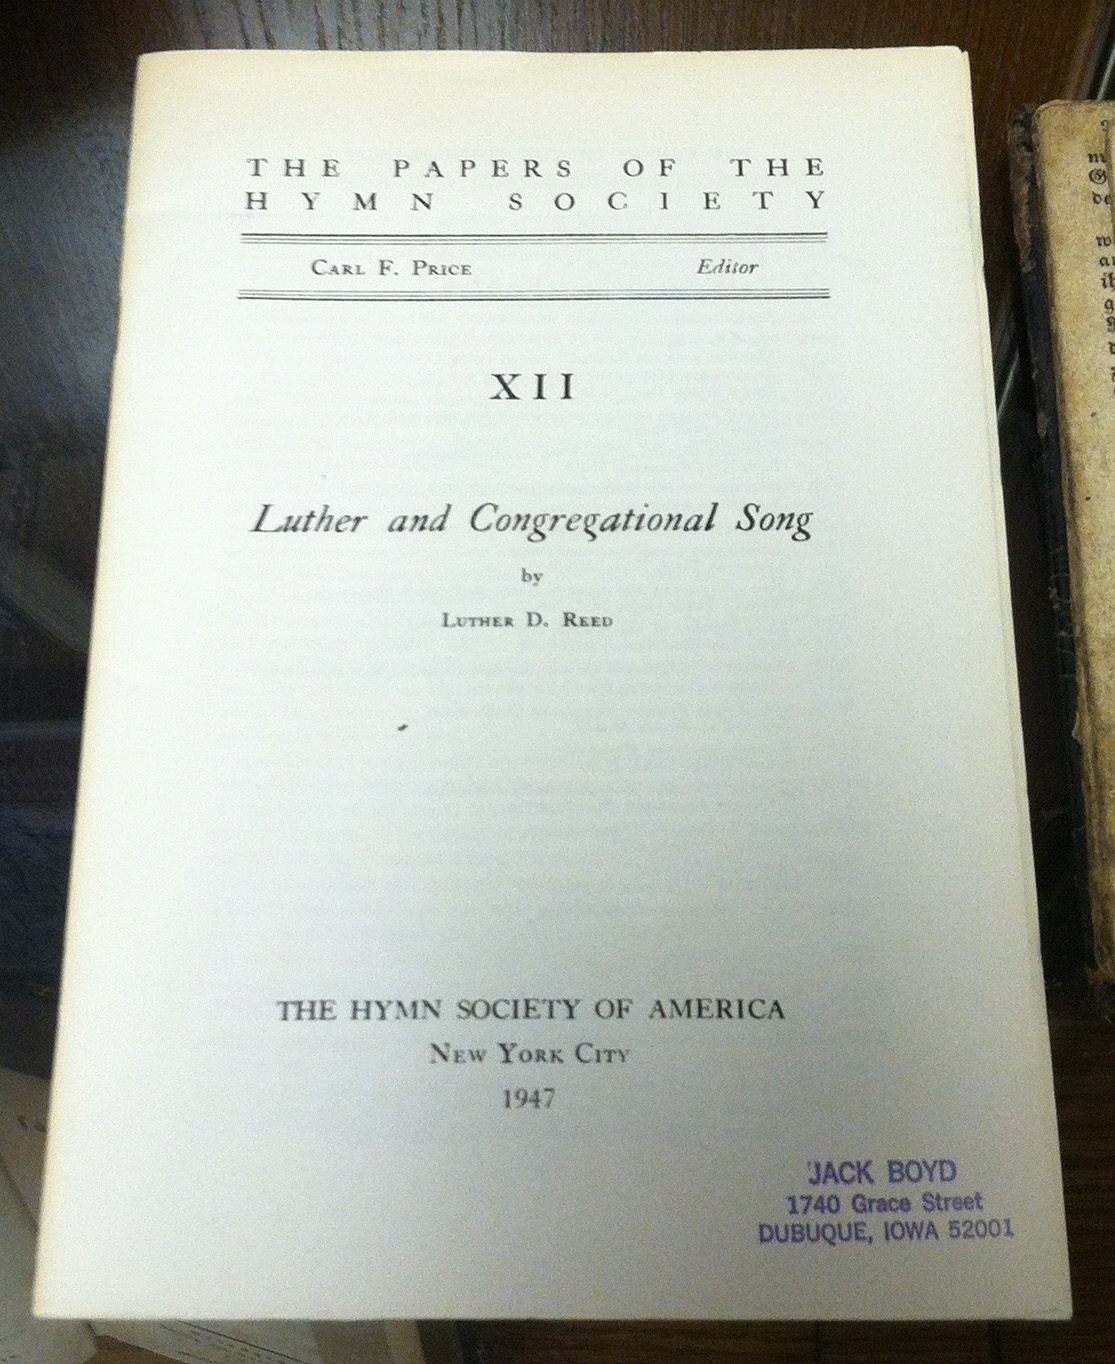 THE PAPERS OF THE
HYMN SOCIETY
CARL F. PRICE Editor
XII
Luther and Congregational Song
by
LUTHER D. REED
THE HYMN SOCIETY OF AMERICA
NEW YORK CITY
1947
JACK BOYD
1740 Grace Street
DUBUQUE, IOWA 52001